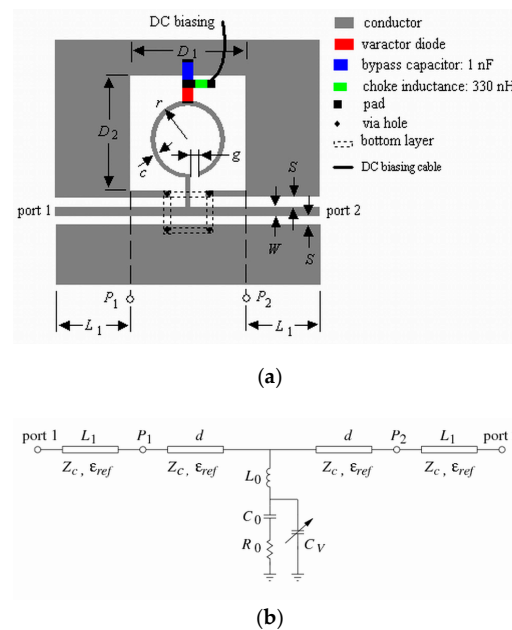 DC biasing
conductor
varactor diode
bypass capacitor: 1 nF
choke inductance: 330 nH
pad
via hole
bottom layer
DC biasing cable
D1
D2
r
c
g
S
port 1
port 2
W
S
P1
P2
L1
L1
(a)
port 1 L1 P1 d d P2 L1 port
Zc , εref Zc , εref Zc , εref Zc , εref
L0
C0
R0
CV
(b)